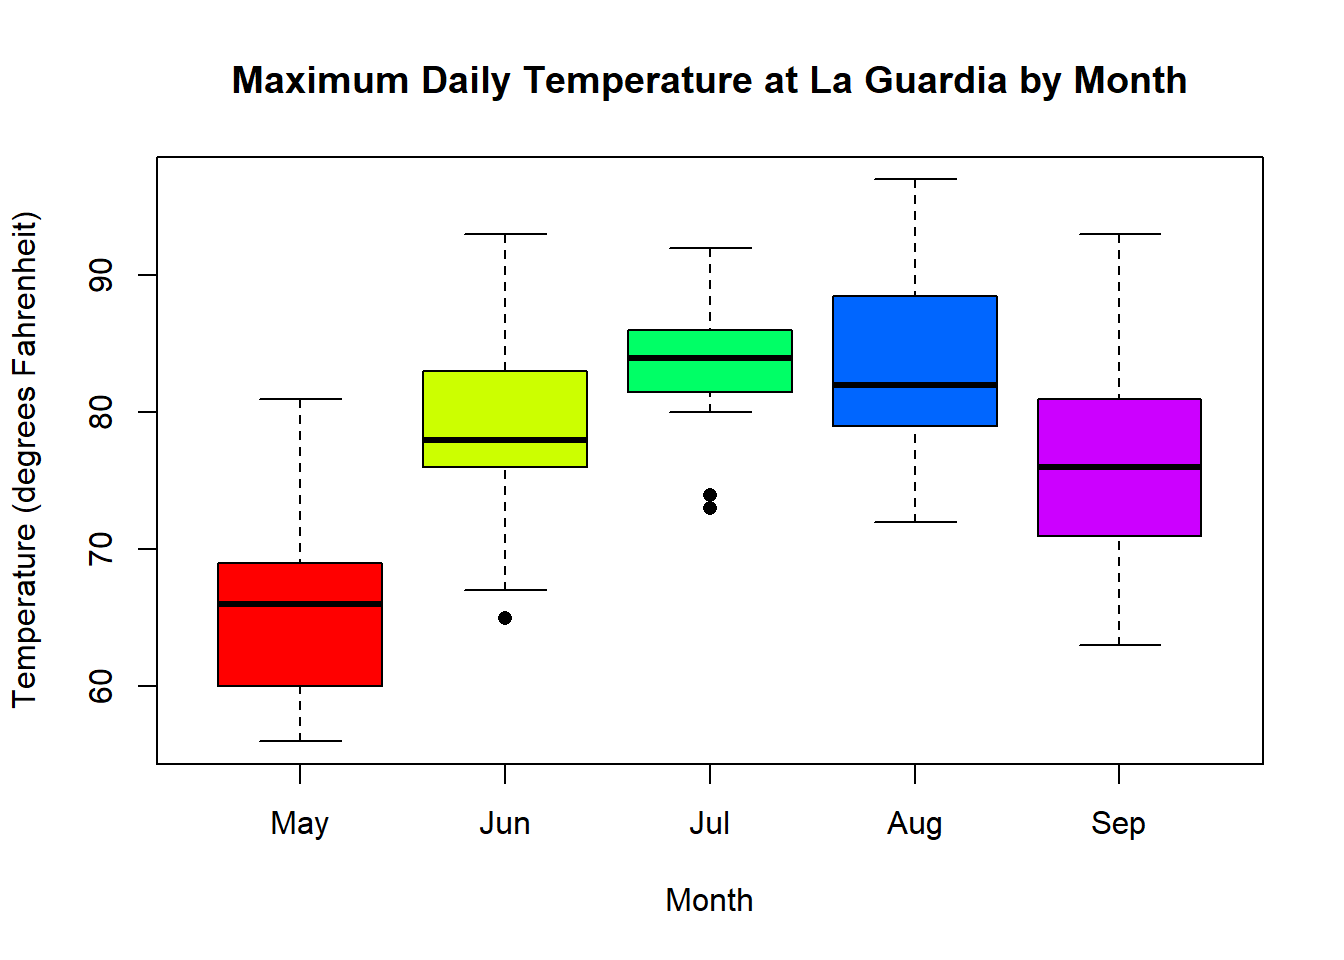 Maximum Daily Temperature at La Guardia by Month
Temperature (degrees Fahrenheit)
90
80
70
60
May Jun Jul Aug Sep
Month